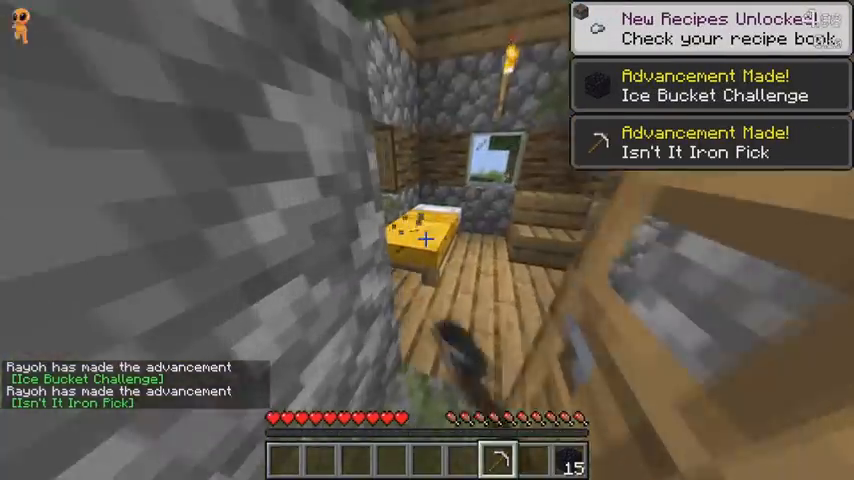 New Recipes Unlocked!
Check your recipe book
Advancement Made!
Ice Bucket Challenge
Advancement Made!
Isn't It Iron Pick
Rayoh has made the advancement
[Ice Bucket Challenge]
Rayoh has made the advancement
[Isn't It Iron Pick]
15